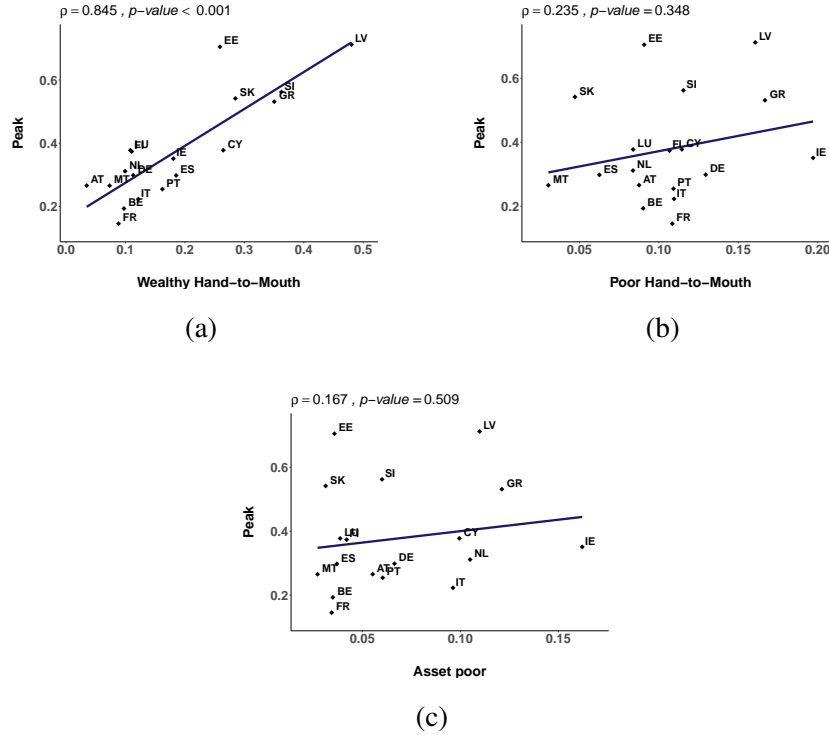 ρ = 0.845 , p−value < 0.001
Peak
0.6
0.4
0.2
EE
LV
SK
SI
GR
LU
FI
CY
NL
DE
IE
ES
AT
MT
PT
IT
BE
FR
0.0 0.1 0.2 0.3 0.4 0.5
Wealthy Hand−to−Mouth
(a)
ρ = 0.235 , p−value = 0.348
Peak
0.6
0.4
0.2
EE
LV
SK
SI
GR
LU
FI
CY
IE
NL
ES
DE
MT
AT
PT
IT
BE
FR
0.05 0.10 0.15 0.20
Poor Hand−to−Mouth
(b)
ρ = 0.167 , p−value = 0.509
Peak
0.6
0.4
0.2
EE
LV
SI
SK
GR
LU
FI
CY
IE
ES
DE
NL
MT
AT
PT
IT
BE
FR
0.05 0.10 0.15
Asset poor
(c)